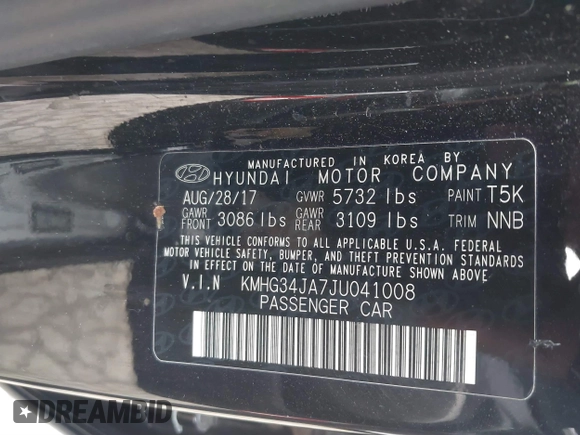 MANUFACTURED IN KOREA BY
HYUNDAI MOTOR COMPANY
AUG/28/17 GVWR 5732 lbs PAINT T5K
GAWR FRONT 3086 lbs GAWR REAR 3109 lbs TRIM NNB
THIS VEHICLE CONFORMS TO ALL APPLICABLE U.S.A. FEDERAL
MOTOR VEHICLE SAFETY, BUMPER, AND THEFT PREVENTION STANDARDS
IN EFFECT ON THE DATE OF MANUFACTURE SHOWN ABOVE.
V.I.N KMHG34JA7JU041008
PASSENGER CAR
DREAMBID